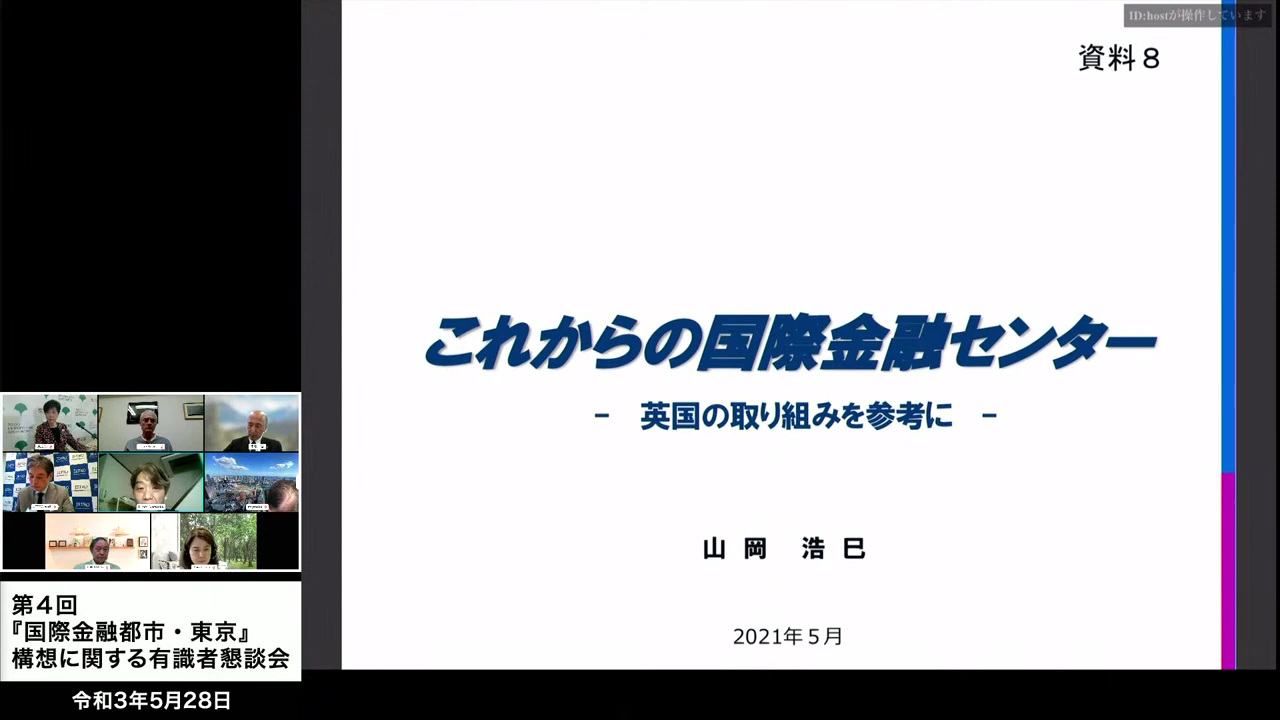 ID:hostが操作しています
資料８
これからの国際金融センター
－　英国の取り組みを参考に　－
山 岡　浩 巳
2021年５月
第4回
『国際金融都市・東京』
構想に関する有識者懇談会
令和3年5月28日